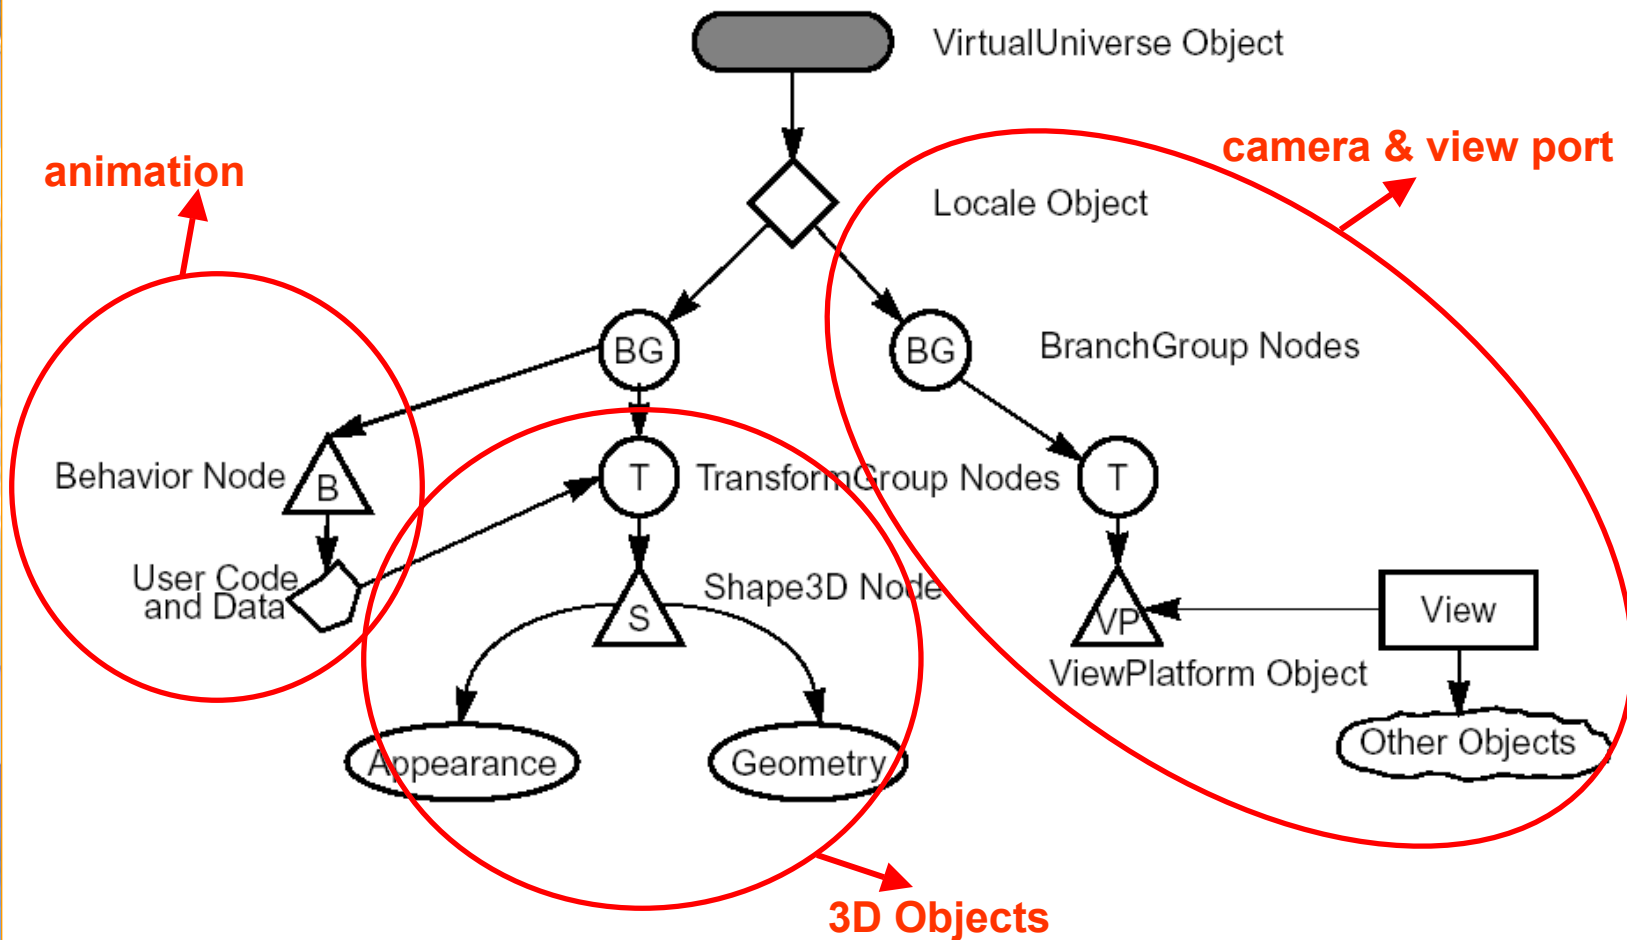 VirtualUniverse Object
camera & view port
animation
Locale Object
BG
BG
BranchGroup Nodes
Behavior Node
B
T
TransformGroup Nodes
T
User Code
and Data
Shape3D Node
S
VP
View
ViewPlatform Object
Appearance
Geometry
Other Objects
3D Objects